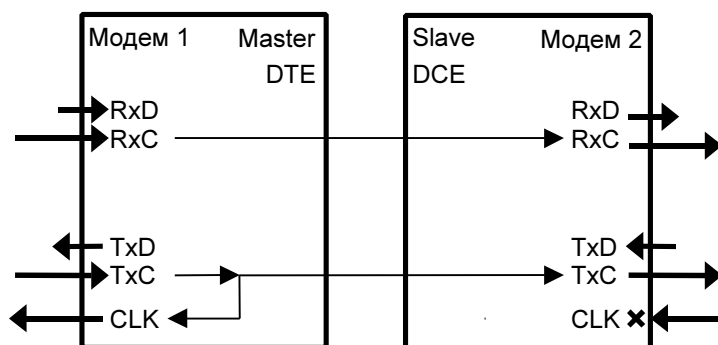 Модем 1 Master
DTE
RxD
RxC
TxD
TxC
CLK
Slave Модем 2
DCE
RxD
RxC
TxD
TxC
CLK